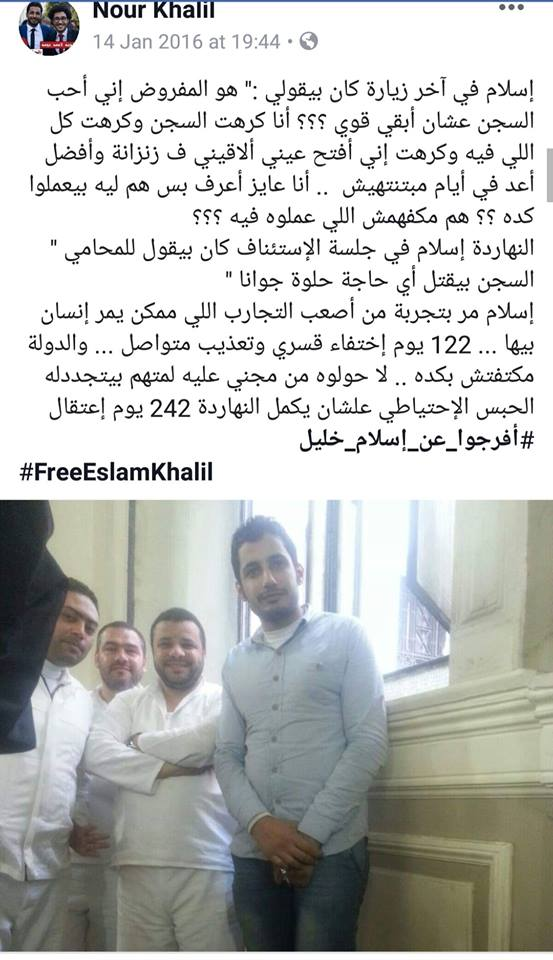 Nour Khalil
14 Jan 2016 at 19:44 ·
إسلام في آخر زيارة كان بيقولي :" هو المفروض إني أحب
السجن عشان أبقي قوي ؟؟؟ أنا كرهت السجن وكرهت كل
اللي فيه وكرهت إني أفتح عيني ألاقيني ف زنزانة وأفضل
أعد في أيام مبتنتهيش .. أنا عايز أعرف بس هم ليه بيعملوا
كده ؟؟ هم مكفهمش اللي عملوه فيه ؟؟؟
النهاردة إسلام في جلسة الإستئناف كان بيقول للمحامي "
السجن بيقتل أي حاجة حلوة جوانا "
إسلام مر بتجربة من أصعب التجارب اللي ممكن يمر إنسان
بيها ... 122 يوم إختفاء قسري وتعذيب متواصل ... والدولة
مكتفتش بكده .. لا حولوه من مجني عليه لمتهم بيتجددله
الحبس الإحتياطي علشان يكمل النهاردة 242 يوم إعتقال
#أفرجوا_عن_إسلام_خليل
#FreeEslamKhalil